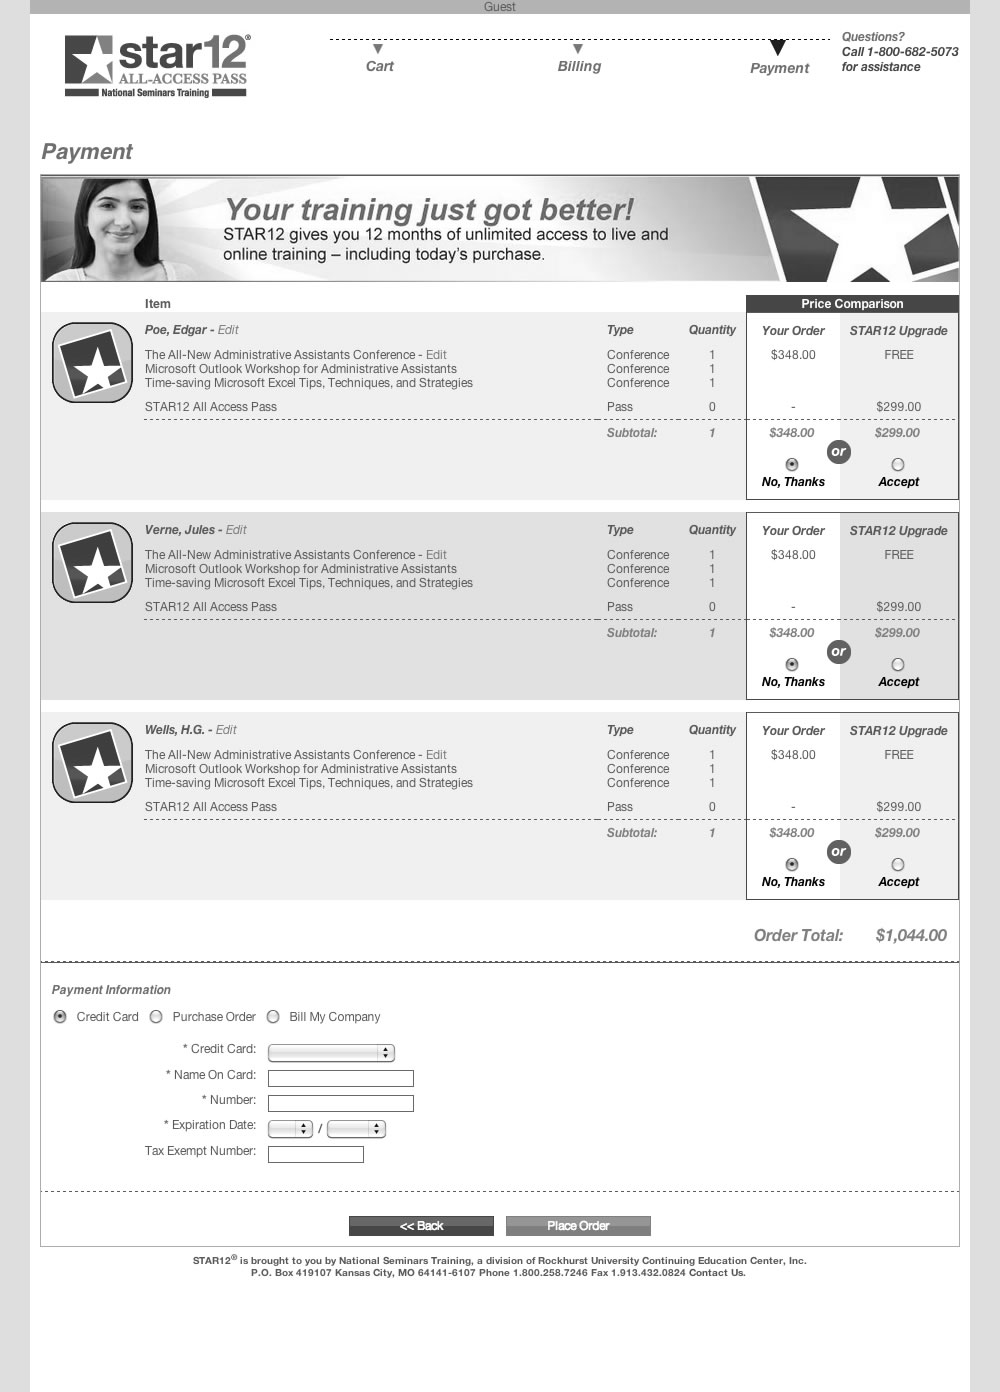 Guest
star12®
ALL-ACCESS PASS
National Seminars Training
Cart
Billing
Payment
Questions?
Call 1-800-682-5073
for assistance
Payment
Your training just got better!
STAR12 gives you 12 months of unlimited access to live and
online training – including today's purchase.
Item Price Comparison
Poe, Edgar - Edit Type Quantity Your Order STAR12 Upgrade
The All-New Administrative Assistants Conference - Edit Conference 1 $348.00 FREE
Microsoft Outlook Workshop for Administrative Assistants Conference 1
Time-saving Microsoft Excel Tips, Techniques, and Strategies Conference 1
STAR12 All Access Pass Pass 0 - $299.00
Subtotal: 1 $348.00 $299.00
or
No, Thanks Accept
Verne, Jules - Edit Type Quantity Your Order STAR12 Upgrade
The All-New Administrative Assistants Conference - Edit Conference 1 $348.00 FREE
Microsoft Outlook Workshop for Administrative Assistants Conference 1
Time-saving Microsoft Excel Tips, Techniques, and Strategies Conference 1
STAR12 All Access Pass Pass 0 - $299.00
Subtotal: 1 $348.00 $299.00
or
No, Thanks Accept
Wells, H.G. - Edit Type Quantity Your Order STAR12 Upgrade
The All-New Administrative Assistants Conference - Edit Conference 1 $348.00 FREE
Microsoft Outlook Workshop for Administrative Assistants Conference 1
Time-saving Microsoft Excel Tips, Techniques, and Strategies Conference 1
STAR12 All Access Pass Pass 0 - $299.00
Subtotal: 1 $348.00 $299.00
or
No, Thanks Accept
Order Total: $1,044.00
Payment Information
Credit Card Purchase Order Bill My Company
* Credit Card:
* Name On Card:
* Number:
* Expiration Date: /
Tax Exempt Number:
<< Back Place Order
STAR12® is brought to you by National Seminars Training, a division of Rockhurst University Continuing Education Center, Inc.
P.O. Box 419107 Kansas City, MO 64141-6107 Phone 1.800.258.7246 Fax 1.913.432.0824 Contact Us.